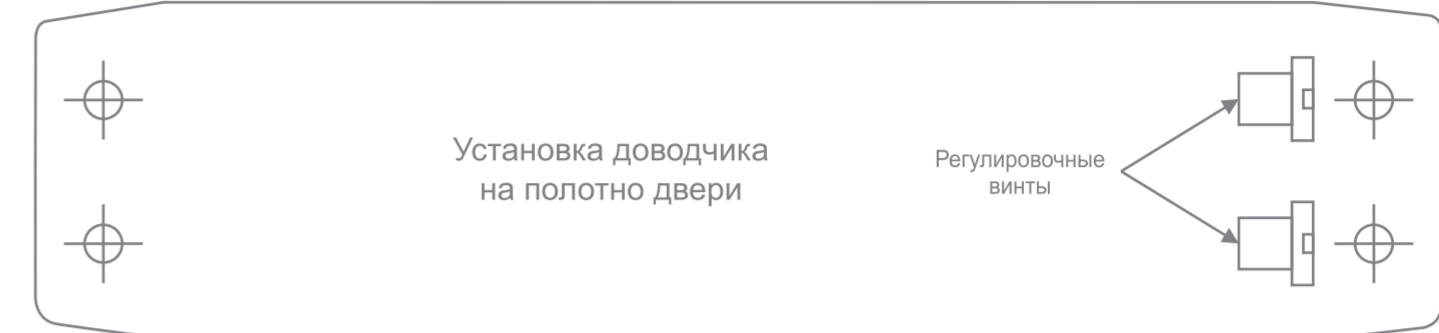 Установка доводчика
на полотно двери
Регулировочные
винты